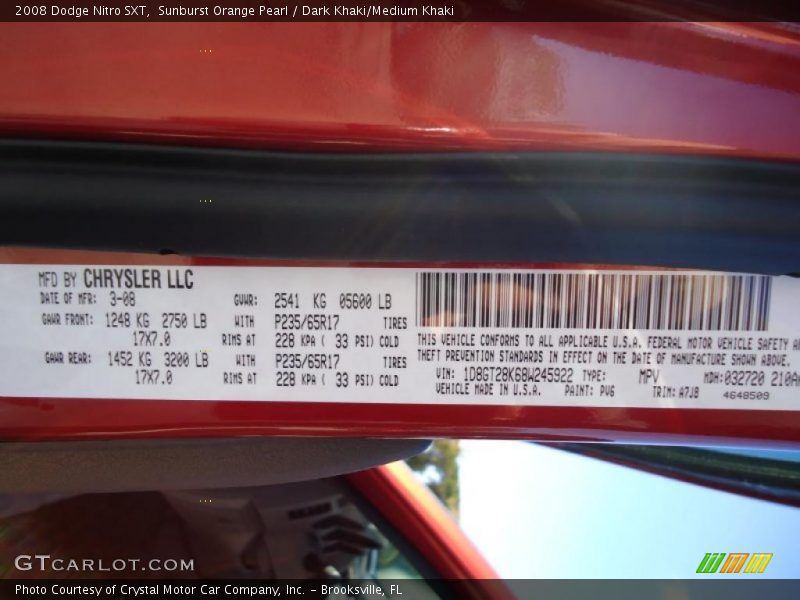 2008 Dodge Nitro SXT,  Sunburst Orange Pearl / Dark Khaki/Medium Khaki
MFD BY CHRYSLER LLC
DATE OF MFR: 3-08 GVWR: 2541 KG 05600 LB
GAWR FRONT: 1248 KG 2750 LB WITH P235/65R17 TIRES
17X7.0 RIMS AT 228 KPA ( 33 PSI) COLD
GAWR REAR: 1452 KG 3200 LB WITH P235/65R17 TIRES
17X7.0 RIMS AT 228 KPA ( 33 PSI) COLD
THIS VEHICLE CONFORMS TO ALL APPLICABLE U.S.A. FEDERAL MOTOR VEHICLE SAFETY
THEFT PREVENTION STANDARDS IN EFFECT ON THE DATE OF MANUFACTURE SHOWN ABOVE.
VIN: 1D8GT28K68W245922 TYPE: MPV MDH:032720
VEHICLE MADE IN U.S.A. PAINT: PVG TRIM: A7J8 4648509
GTCARLOT.COM
Photo Courtesy of Crystal Motor Car Company, Inc. – Brooksville, FL